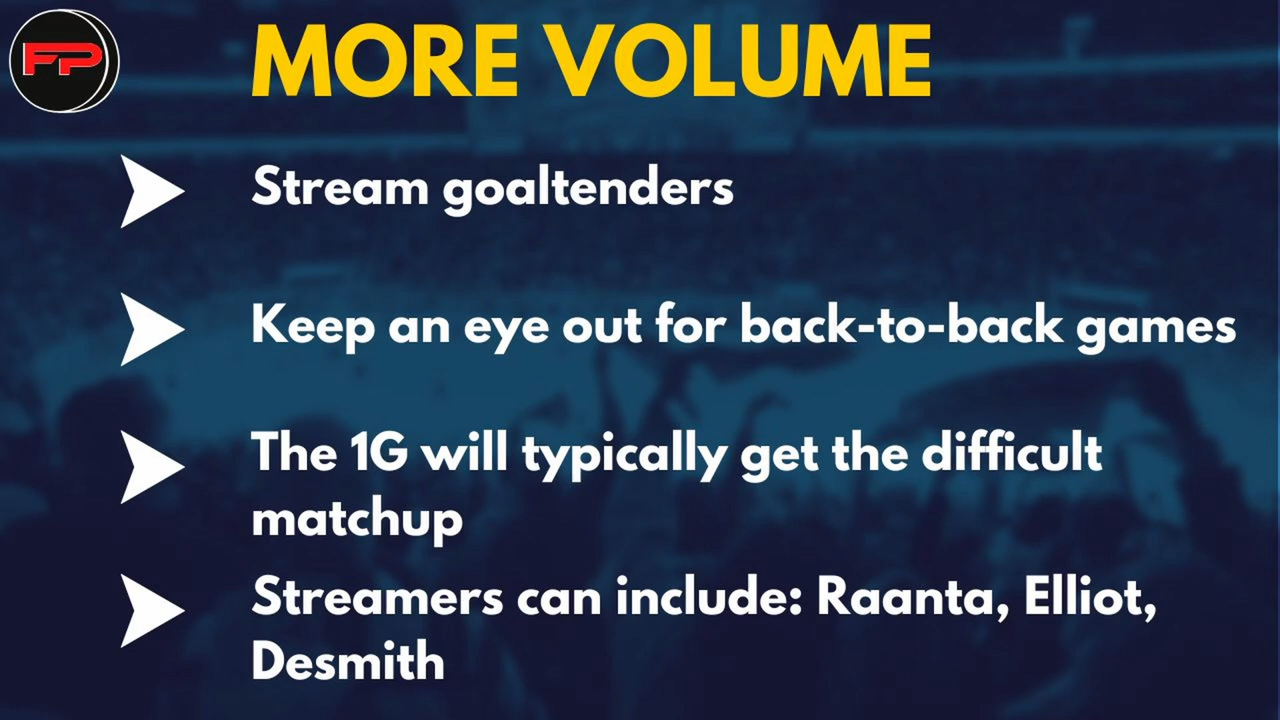 FP
MORE VOLUME
Stream goaltenders
Keep an eye out for back-to-back games
The 1G will typically get the difficult
matchup
Streamers can include: Raanta, Elliot,
Desmith